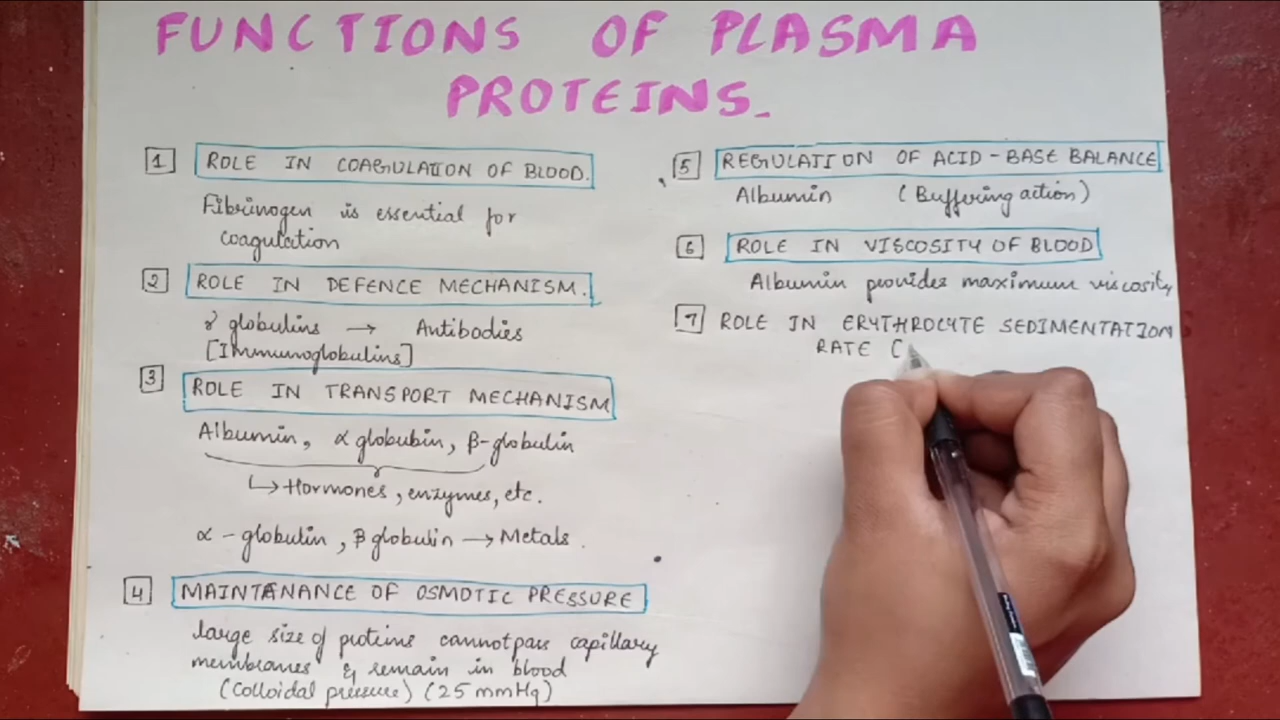 FUNCTIONS OF PLASMA
PROTEINS.
1 ROLE IN COAGULATION OF BLOOD.
Fibrinogen is essential for
coagulation
2 ROLE IN DEFENCE MECHANISM.
γ globulins → Antibodies
[Immunoglobulins]
3 ROLE IN TRANSPORT MECHANISM
Albumin, α globubin, β-globulin
↳ Hormones, enzymes, etc.
α - globulin, β globulin → Metals.
4 MAINTANANCE OF OSMOTIC PRESSURE
large size of proteins cannot pass capillary
membranes & remain in blood
(Colloidal pressure) (25 mmHg)
5 REGULATION OF ACID - BASE BALANCE
Albumin (Buffering action)
6 ROLE IN VISCOSITY OF BLOOD
Albumin provides maximum viscosity
7 ROLE IN ERYTHROCYTE SEDIMENTATION
RATE (